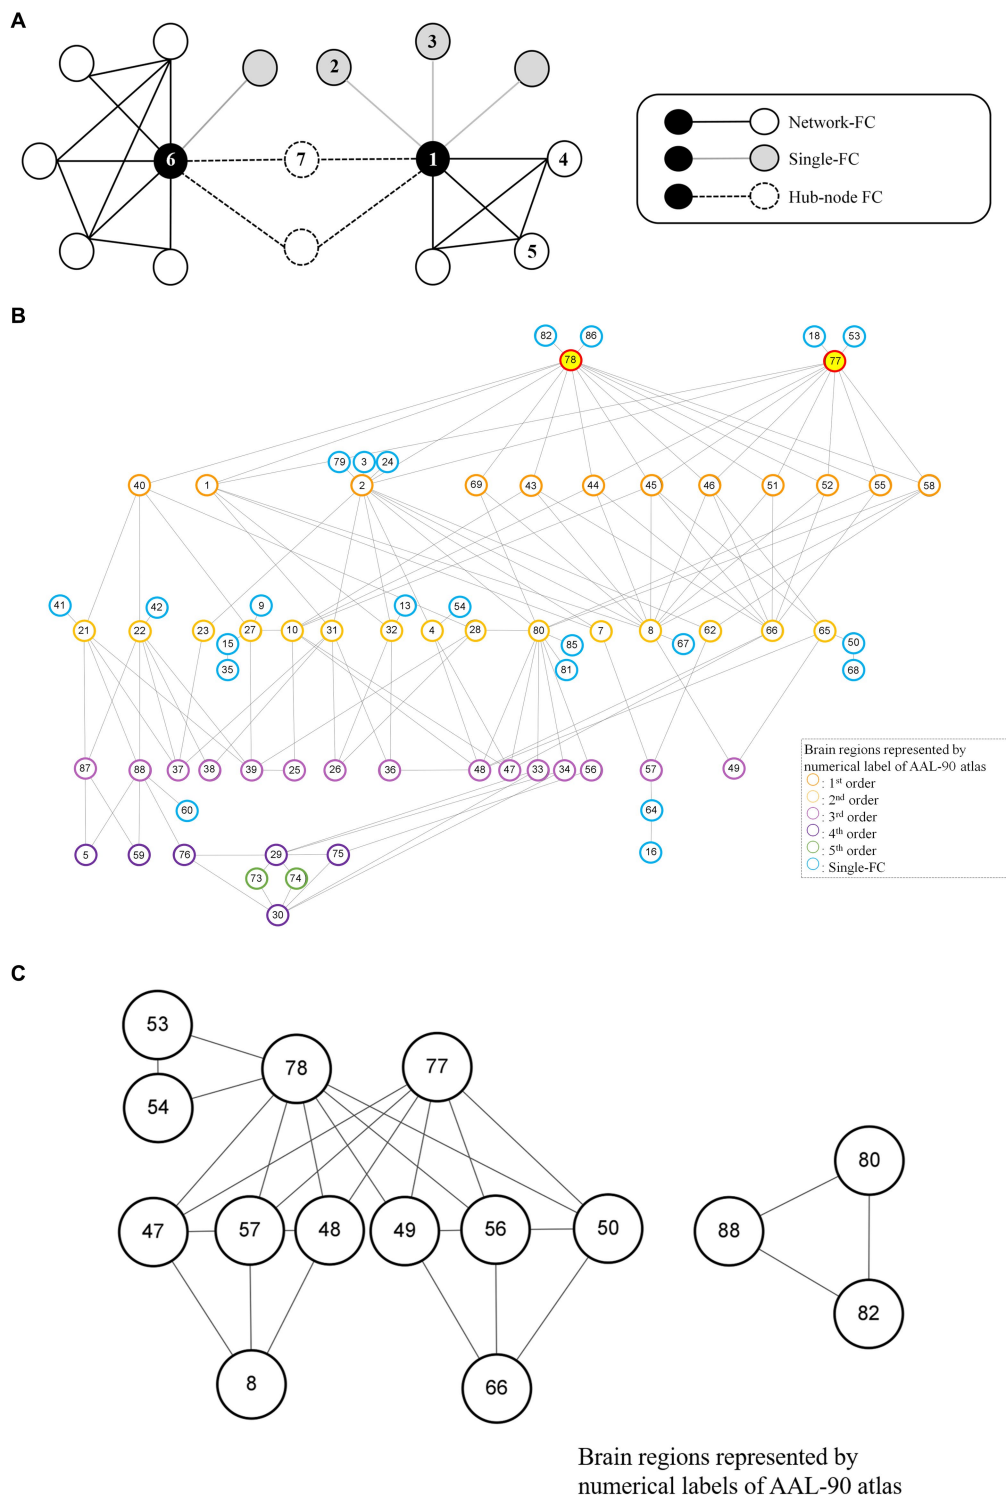 A
3
2
6
7
1
4
5
Network-FC
Single-FC
Hub-node FC
B
82 86 18 53
78 77
79 3 24
40 1 2 69 43 44 45 46 51 52 55 58
41 42 9 13 54
21 22 23 27 10 31 32 4 28 80 7 8 62 66 65
15 85 67 50
35 81 68
87 88 37 38 39 25 26 36 48 47 33 34 56 57 49
60 64
5 59 76 29 75 16
73 74
30
Brain regions represented by
numerical label of AAL-90 atlas
: 1st order
: 2nd order
: 3rd order
: 4th order
: 5th order
: Single-FC
C
53
78 77
54
80
47 57 48 49 56 50
88
82
8 66
Brain regions represented by
numerical labels of AAL-90 atlas